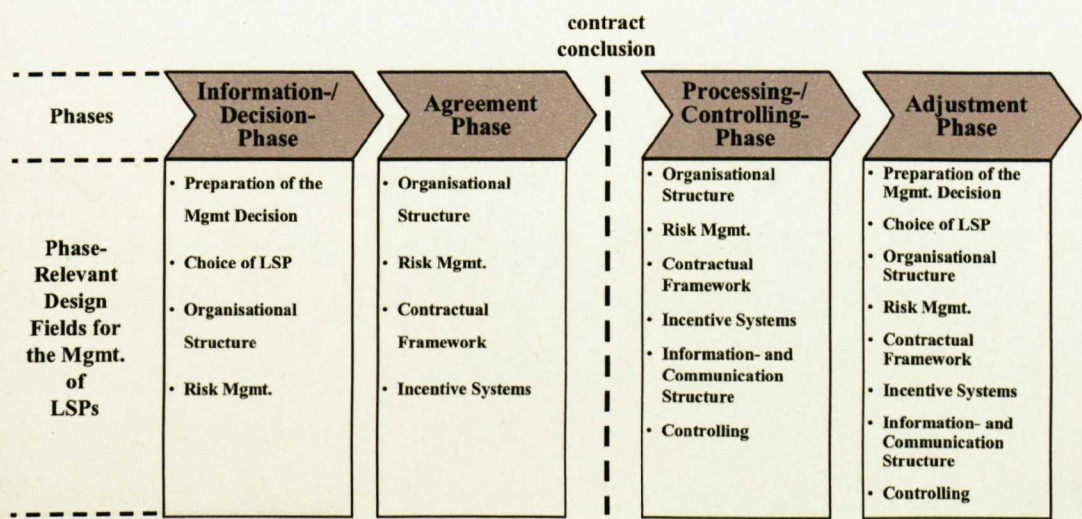 contract
conclusion
Phases
Information-/
Decision-
Phase
Agreement
Phase
Processing-/
Controlling-
Phase
Adjustment
Phase
Phase-
Relevant
Design
Fields for
the Mgmt.
of
LSPs
• Preparation of the
Mgmt Decision
• Choice of LSP
• Organisational
Structure
• Risk Mgmt.
• Organisational
Structure
• Risk Mgmt.
• Contractual
Framework
• Incentive Systems
• Organisational
Structure
• Risk Mgmt.
• Contractual
Framework
• Incentive Systems
• Information- and
Communication
Structure
• Controlling
• Preparation of the
Mgmt. Decision
• Choice of LSP
• Organisational
Structure
• Risk Mgmt.
• Contractual
Framework
• Incentive Systems
• Information- and
Communication
Structure
• Controlling